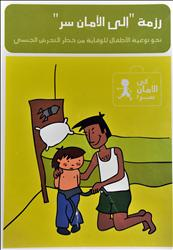 رزمة "إلى الأمان سر"
نحو توعية الأطفال للوقاية من خطر التحرش الجنسي
إلى
الأمان
سر!